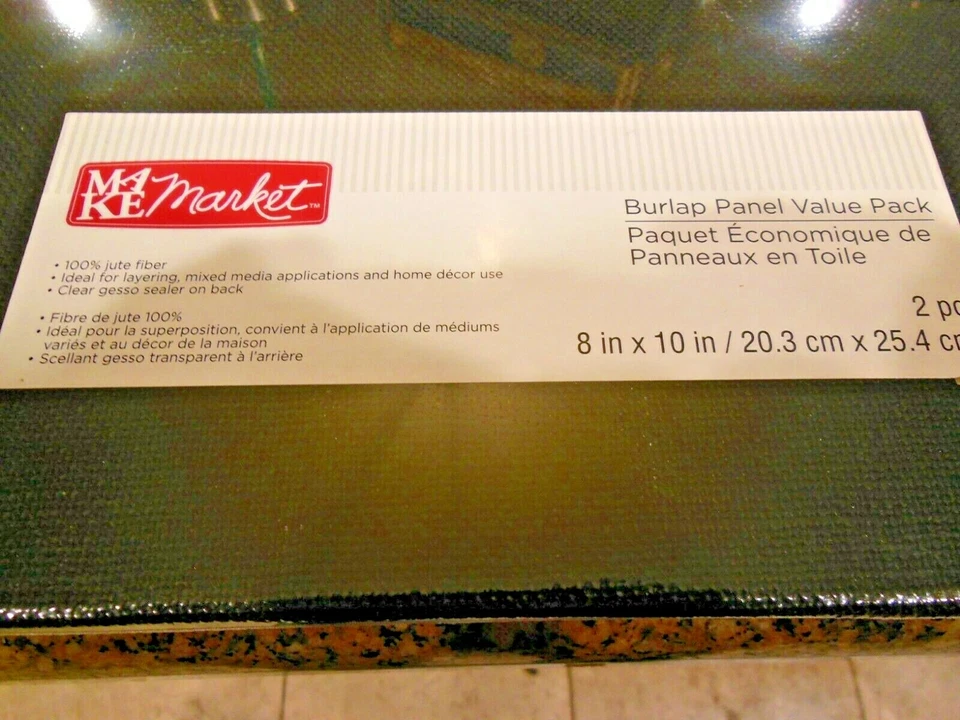 MAKE Market™
Burlap Panel Value Pack
Paquet Économique de
Panneaux en Toile
• 100% jute fiber
• Ideal for layering, mixed media applications and home décor use
• Clear gesso sealer on back
• Fibre de jute 100%
• Idéal pour la superposition, convient à l'application de médiums
variés et au décor de la maison
• Scellant gesso transparent à l'arrière
2 pc
8 in x 10 in / 20.3 cm x 25.4 cm